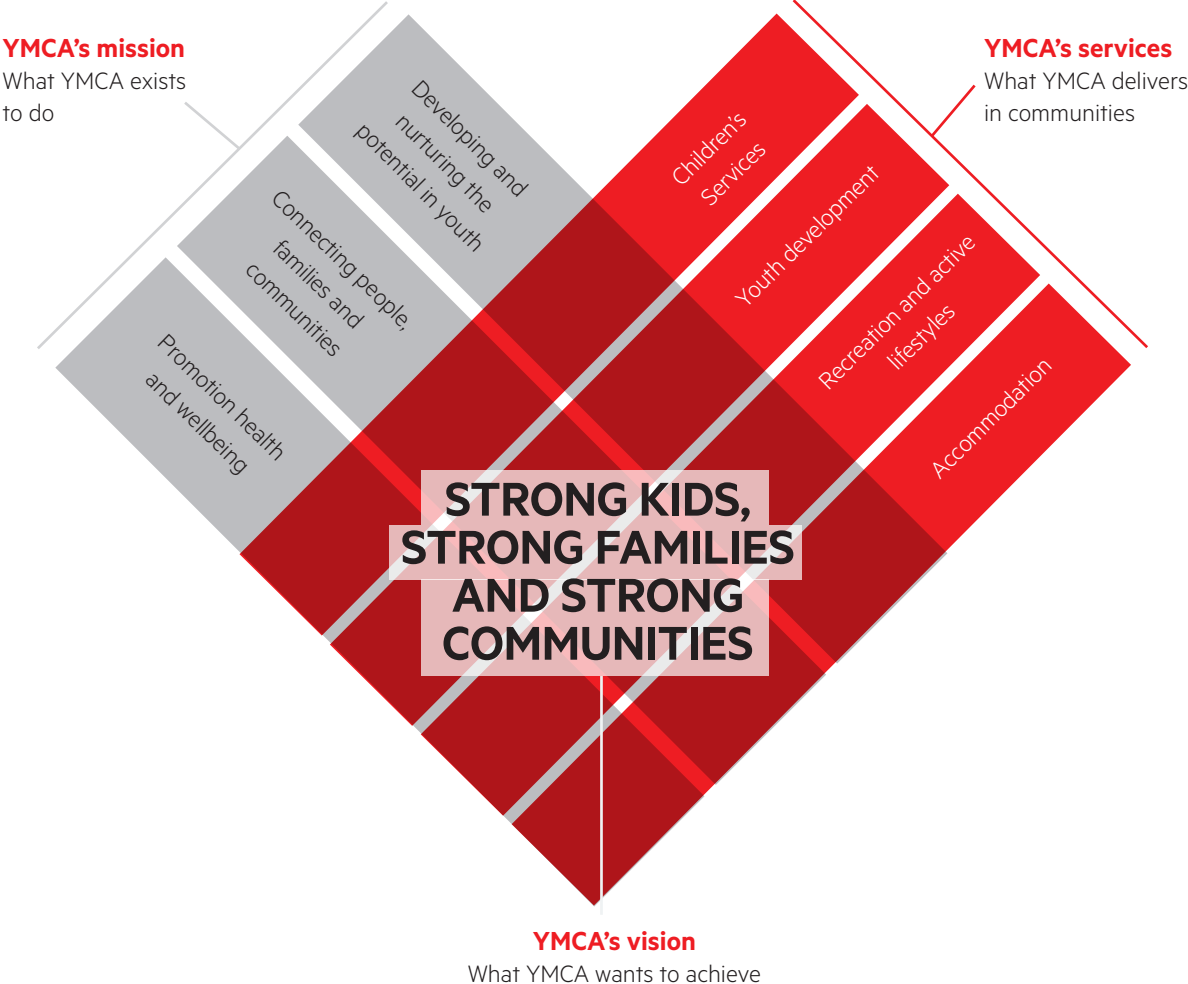 YMCA’s mission
What YMCA exists
to do
YMCA’s services
What YMCA delivers
in communities
Developing and
nurturing the
potential in youth
Connecting people,
families and
communities
Promotion health
and wellbeing
Children’s
Services
Youth development
Recreation and active
lifestyles
Accommodation
STRONG KIDS,
STRONG FAMILIES
AND STRONG
COMMUNITIES
YMCA’s vision
What YMCA wants to achieve